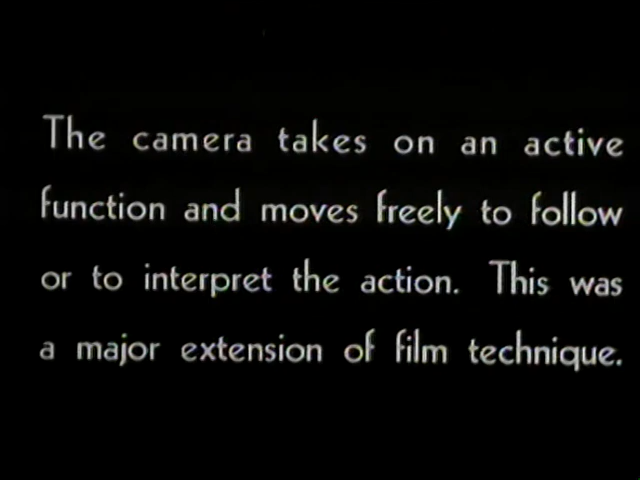 The camera takes on an active
function and moves freely to follow
or to interpret the action. This was
a major extension of film technique.